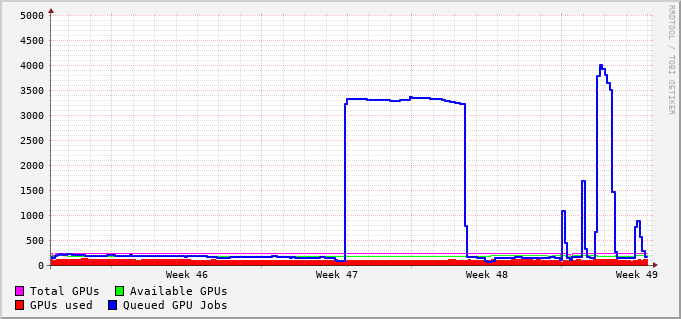 RRDTOOL / TOBI OETIKER
5000
4500
4000
3500
3000
2500
2000
1500
1000
500
0
Week 46 Week 47 Week 48 Week 49
Total GPUs Available GPUs
GPUs used Queued GPU Jobs